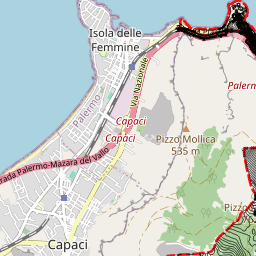 Isola delle
Femmine
Via Nazionale
Palermo
Palerm
Capaci
Capaci
Pizzo Mollica
535 m
rada Palermo-Mazara del Vallo
Capaci
Pizzo